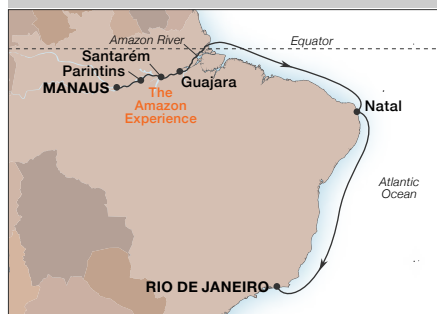 Amazon River
Equator
Santarém
Parintins
MANAUS
Guajara
The
Amazon
Experience
Natal
Atlantic
Ocean
RIO DE JANEIRO